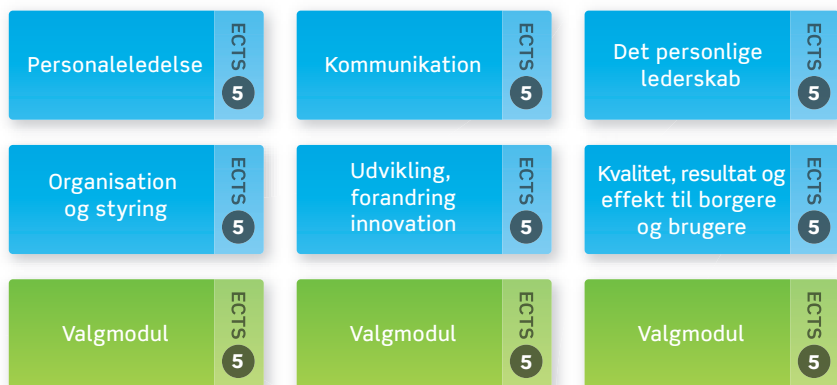 Personaleledelse
ECTS
5
Kommunikation
ECTS
5
Det personlige
lederskab
ECTS
5
Organisation
og styring
ECTS
5
Udvikling,
forandring
innovation
ECTS
5
Kvalitet, resultat og
effekt til borgere
og brugere
ECTS
5
Valgmodul
ECTS
5
Valgmodul
ECTS
5
Valgmodul
ECTS
5